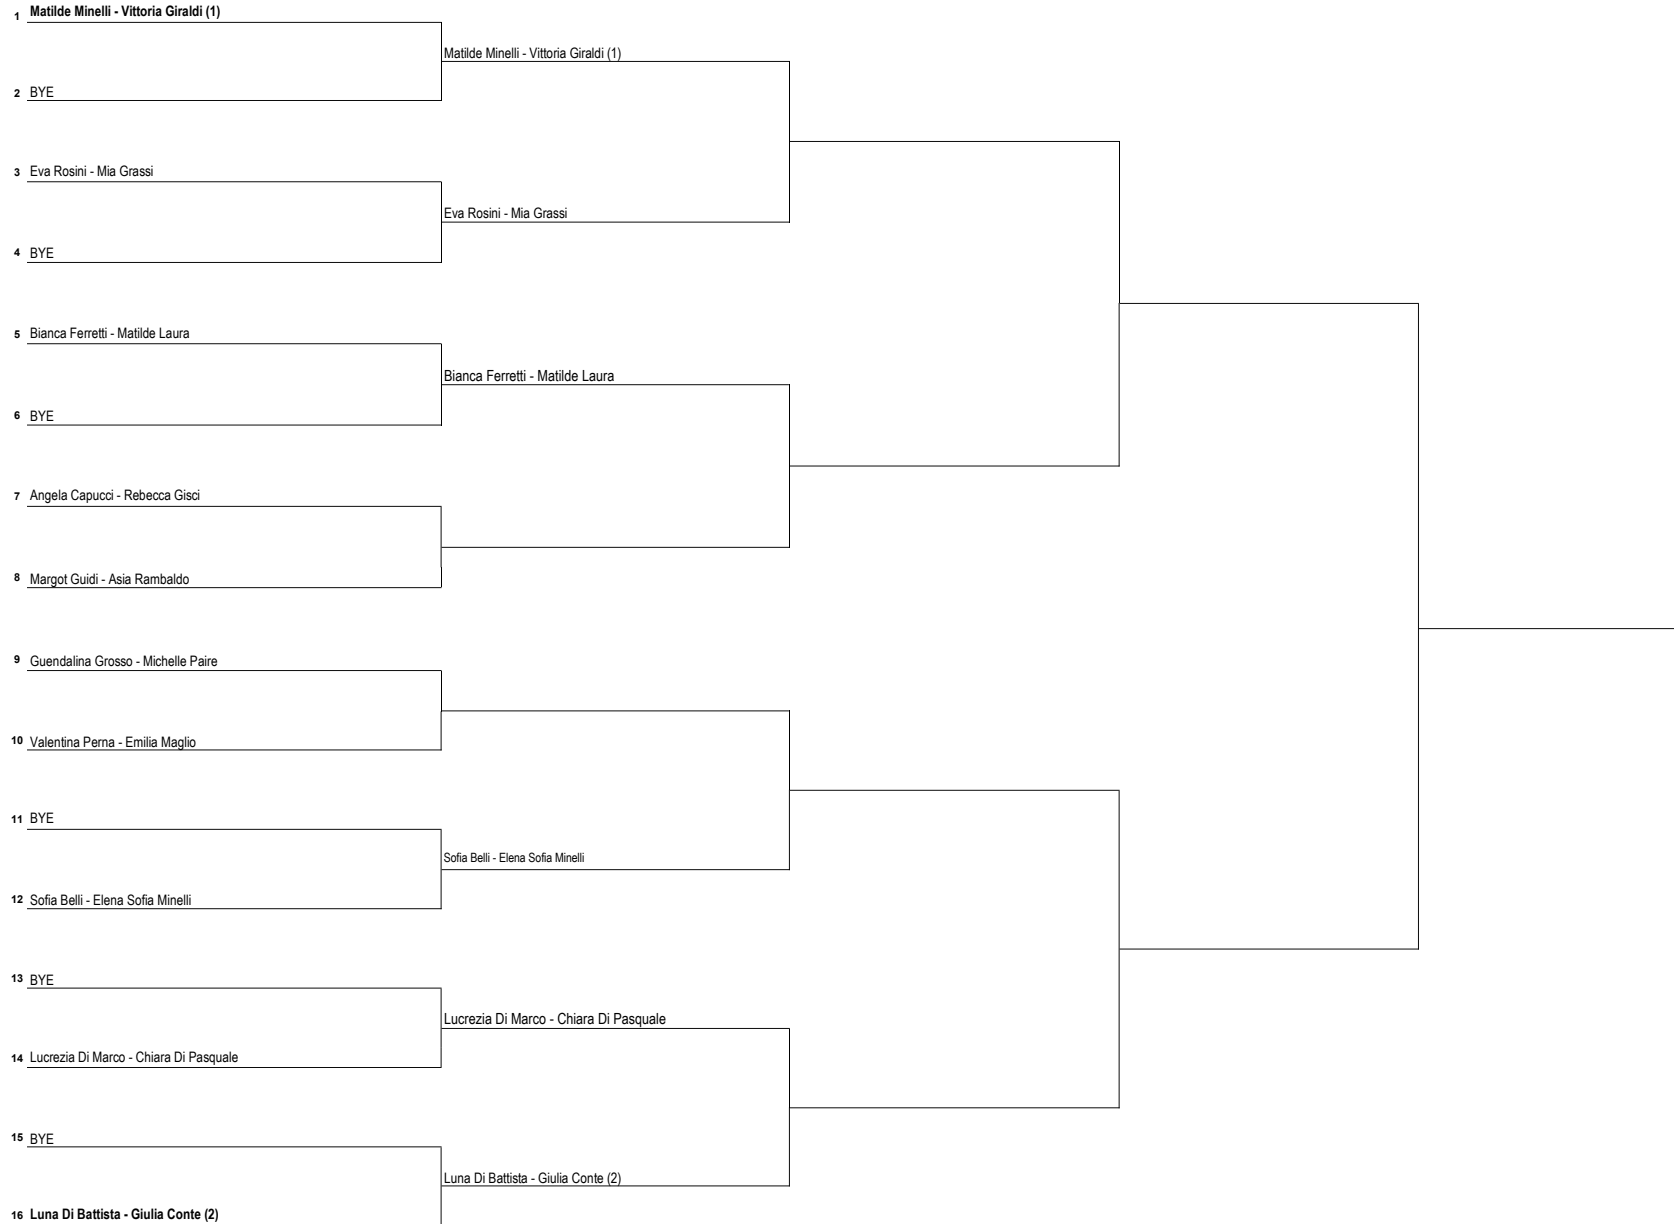 1 Matilde Minelli - Vittoria Giraldi (1)
Matilde Minelli - Vittoria Giraldi (1)
2 BYE
3 Eva Rosini - Mia Grassi
Eva Rosini - Mia Grassi
4 BYE
5 Bianca Ferretti - Matilde Laura
Bianca Ferretti - Matilde Laura
6 BYE
7 Angela Capucci - Rebecca Gisci
8 Margot Guidi - Asia Rambaldo
9 Guendalina Grosso - Michelle Paire
10 Valentina Perna - Emilia Maglio
11 BYE
Sofia Belli - Elena Sofia Minelli
12 Sofia Belli - Elena Sofia Minelli
13 BYE
Lucrezia Di Marco - Chiara Di Pasquale
14 Lucrezia Di Marco - Chiara Di Pasquale
15 BYE
Luna Di Battista - Giulia Conte (2)
16 Luna Di Battista - Giulia Conte (2)